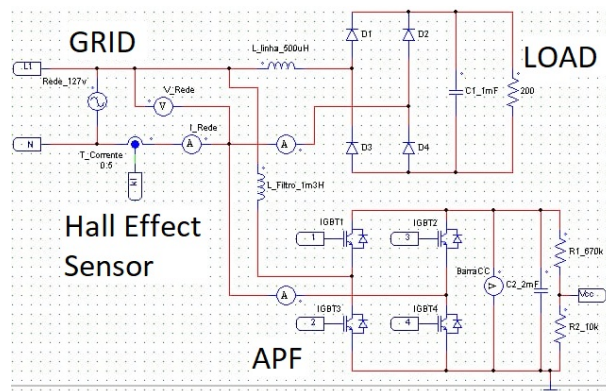 GRID
LOAD
L_linha_500uH
D1
D2
L1
Rede_127v
V_Rede
V
C1_1mF
200
I_Rede
N
A
A
D3
D4
T_Corrente
0.5
kI
L_Filtro_1m3H
Hall Effect
Sensor
IGBT1
IGBT2
1
3
R1_670k
BarraCC
C2_2mF
V
Vcc
A
IGBT3
IGBT4
2
4
R2_10k
APF